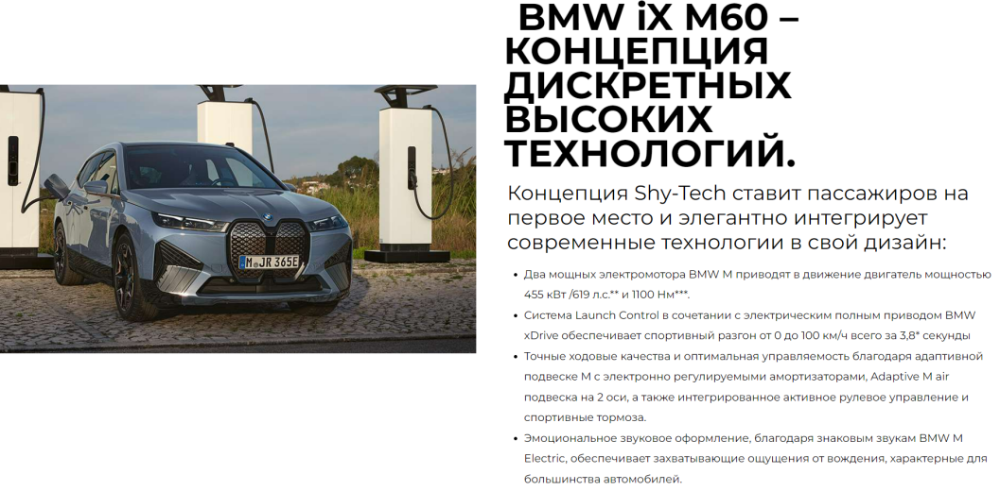 BMW iX M60 –
КОНЦЕПЦИЯ
ДИСКРЕТНЫХ
ВЫСОКИХ
ТЕХНОЛОГИЙ.
Концепция Shy-Tech ставит пассажиров на
первое место и элегантно интегрирует
современные технологии в свой дизайн:
• Два мощных электромотора BMW M приводят в движение двигатель мощностью
455 кВт /619 л.с.** и 1100 Нм***.
• Система Launch Control в сочетании с электрическим полным приводом BMW
xDrive обеспечивает спортивный разгон от 0 до 100 км/ч всего за 3,8* секунды
• Точные ходовые качества и оптимальная управляемость благодаря адаптивной
подвеске M с электронно регулируемыми амортизаторами, Adaptive M air
подвеска на 2 оси, а также интегрированное активное рулевое управление и
спортивные тормоза.
• Эмоциональное звуковое оформление, благодаря знаковым звукам BMW M
Electric, обеспечивает захватывающие ощущения от вождения, характерные для
большинства автомобилей.
M JR 365E